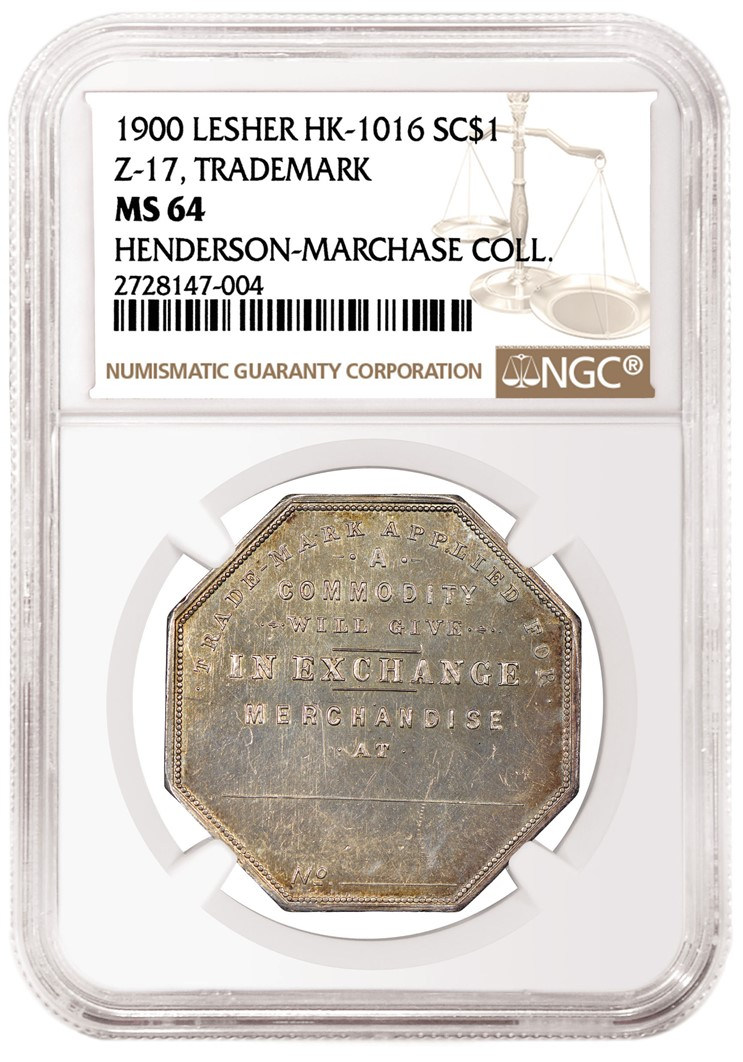 1900 LESHER HK-1016 SC$1
Z-17, TRADEMARK
MS 64
HENDERSON-MARCHASE COLL.
2728147-004
NUMISMATIC GUARANTY CORPORATION
NGC®
·TRADE-MARK APPLIED FOR·
A
COMMODITY
WILL GIVE
IN EXCHANGE
MERCHANDISE
AT
No